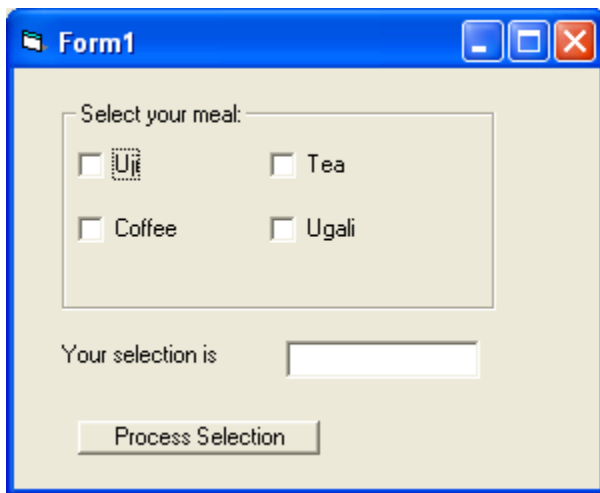 Form1
Select your meal:
Uji Tea
Coffee Ugali
Your selection is
Process Selection